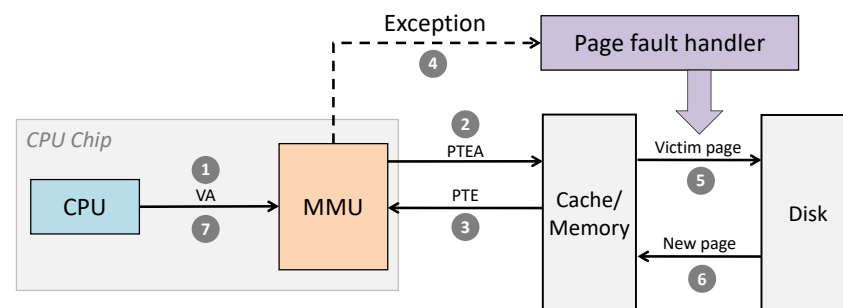 Exception
4
Page fault handler
CPU Chip
2
PTEA
Victim page
5
1
VA
CPU
MMU
7
PTE
3
Cache/
Memory
Disk
New page
6